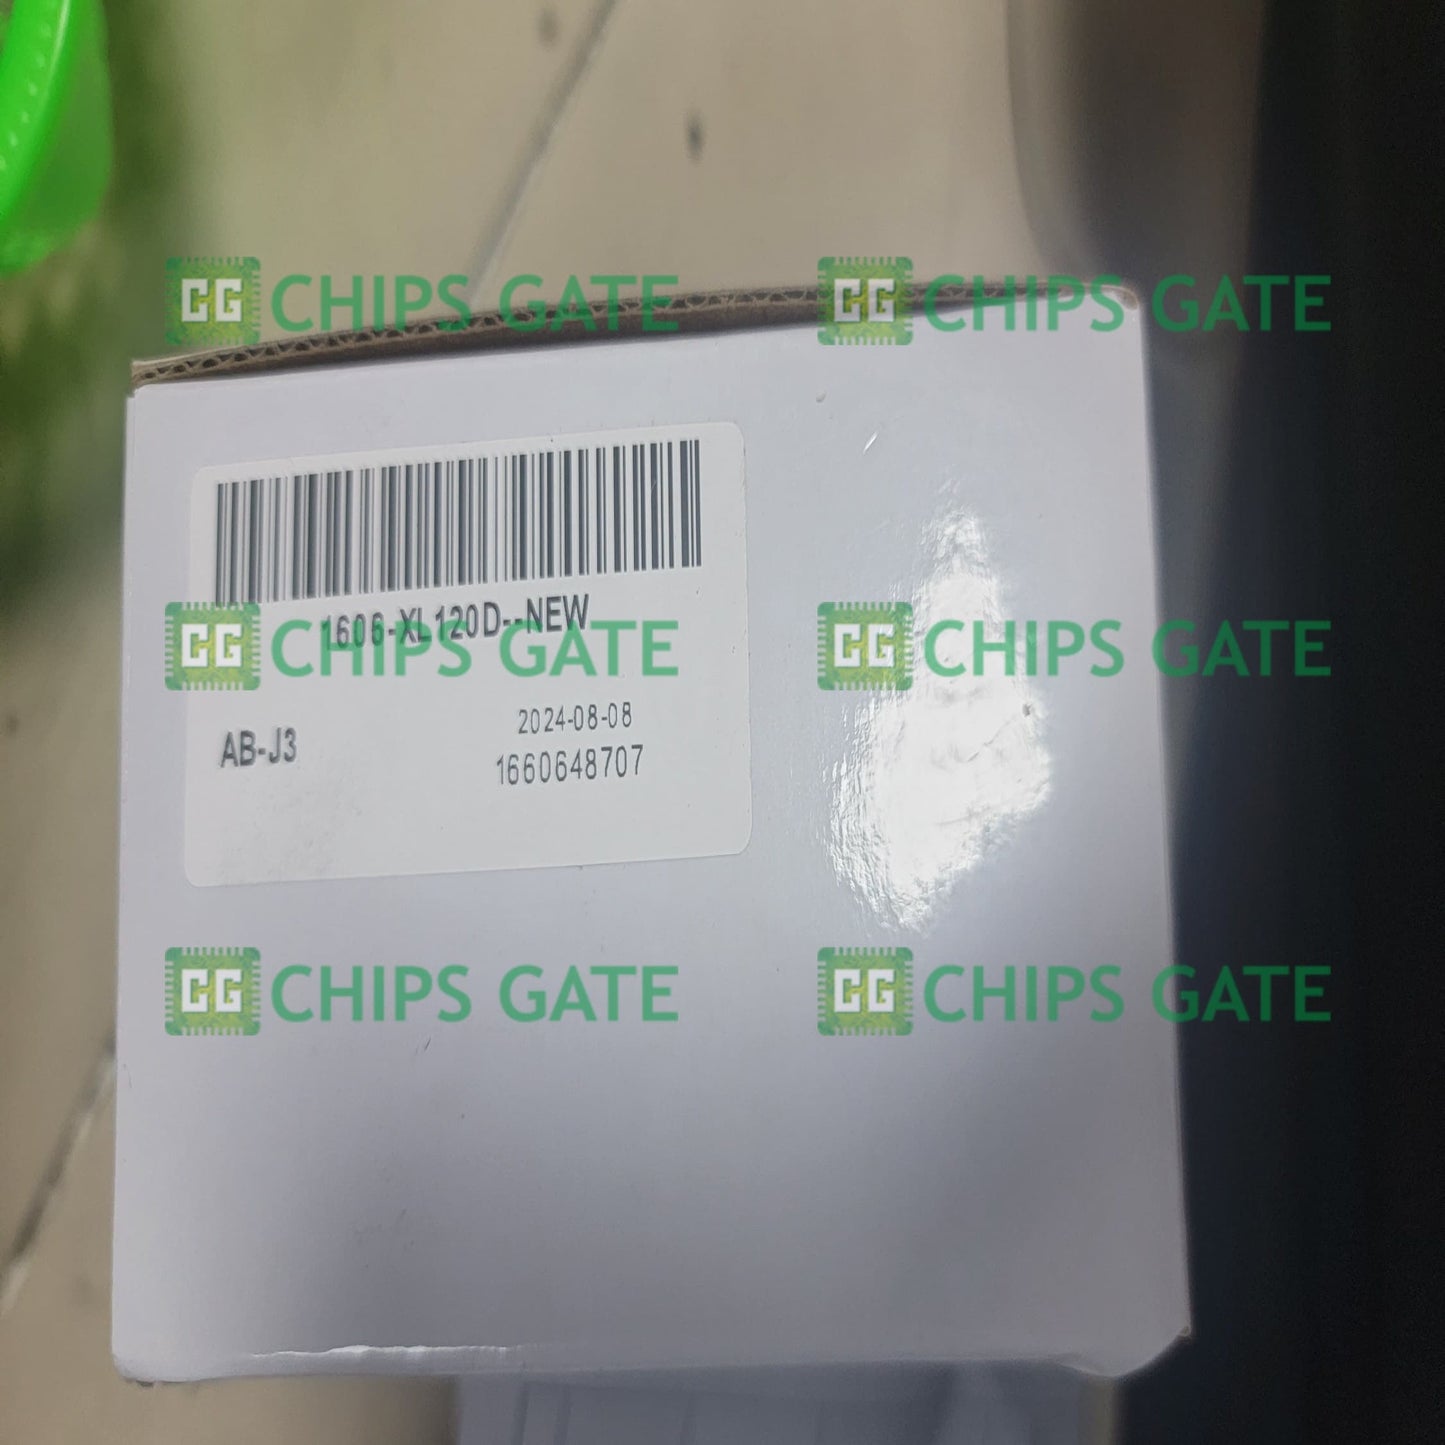 CG CHIPS GATE CG CHIPS GATE
1606-XL120D--NEW
CG CHIPS GATE CG CHIPS GATE
2024-08-08
AB-J3
1660648707
CG CHIPS GATE CG CHIPS GATE